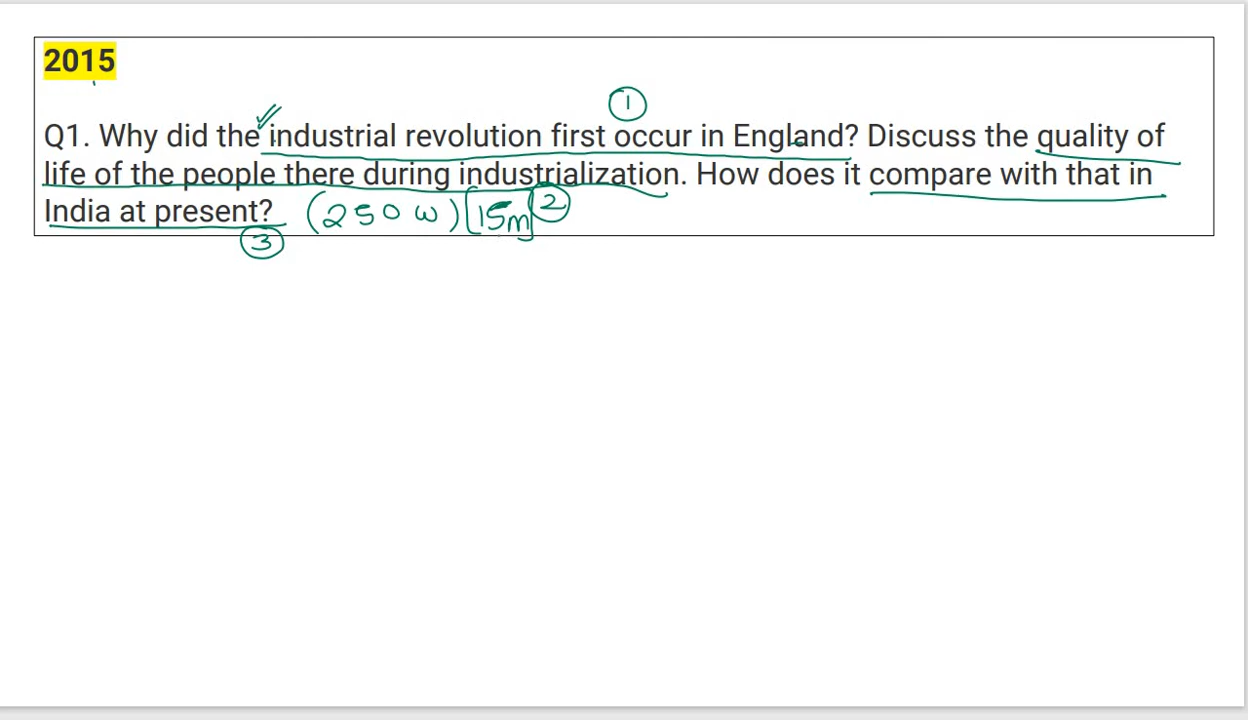 2015
①
Q1. Why did the industrial revolution first occur in England? Discuss the quality of
life of the people there during industrialization. How does it compare with that in
India at present? (250 W) [15m] ②
③